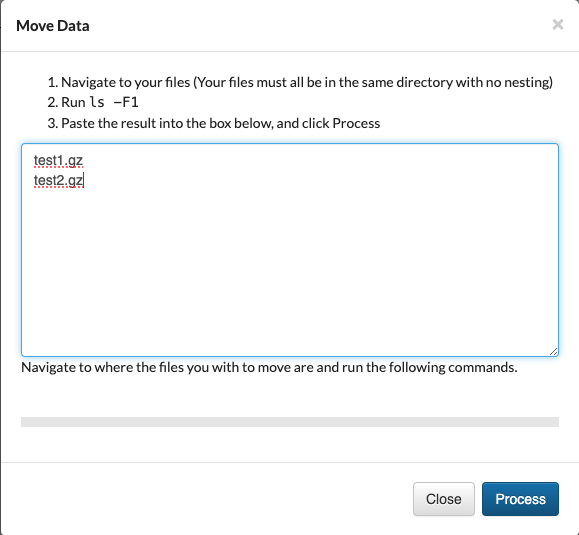 Move Data
×
1. Navigate to your files (Your files must all be in the same directory with no nesting)
2. Run ls -F1
3. Paste the result into the box below, and click Process
test1.gz
test2.gz
Navigate to where the files you with to move are and run the following commands.
Close Process